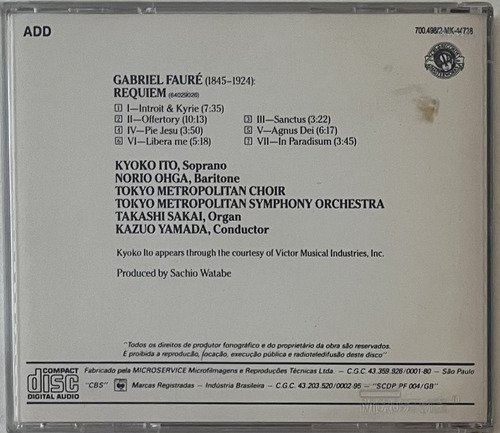 ADD
700.498/2-MK-44738
GABRIEL FAURÉ (1845-1924):
REQUIEM (64029026)
1 I—Introit & Kyrie (7:35)
2 II—Offertory (10:13) 3 III—Sanctus (3:22)
4 IV—Pie Jesu (3:50) 5 V—Agnus Dei (6:17)
6 VI—Libera me (5:18) 7 VII—In Paradisum (3:45)
KYOKO ITO, Soprano
NORIO OHGA, Baritone
TOKYO METROPOLITAN CHOIR
TOKYO METROPOLITAN SYMPHONY ORCHESTRA
TAKASHI SAKAI, Organ
KAZUO YAMADA, Conductor
Kyoko Ito appears through the courtesy of Victor Musical Industries, Inc.
Produced by Sachio Watabe
"Todos os direitos de produtor fonográfico e do proprietário da obra são reservados.
É proibida a reprodução, locação, execução pública e radioteledifusão deste disco"
COMPACT
disc
DIGITAL AUDIO
Fabricado pela MICROSERVICE Microfilmagens e Reproduções Técnicas Ltda. — C.G.C. 43.359.926/0001-80 — São Paulo
"CBS" Marcas Registradas - Indústria Brasileira - C.G.C. 43.203.520/0002-95 - "SCDP PF 004/GB"